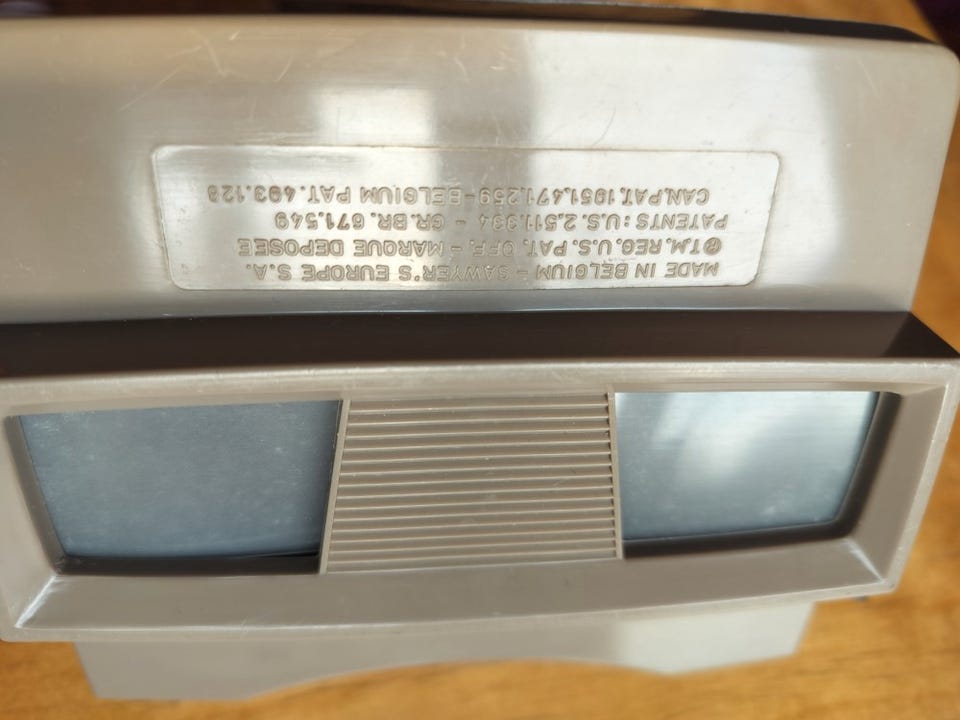 MADE IN BELGIUM – SAWYER'S EUROPE S.A.
®T.M. REG. U.S. PAT. OFF. – MARQUE DEPOSEE
PATENTS : U.S. 2.511.334 - GR.BR. 671.549
CAN.PAT. 1951.471.259-BELGIUM PAT. 493.128